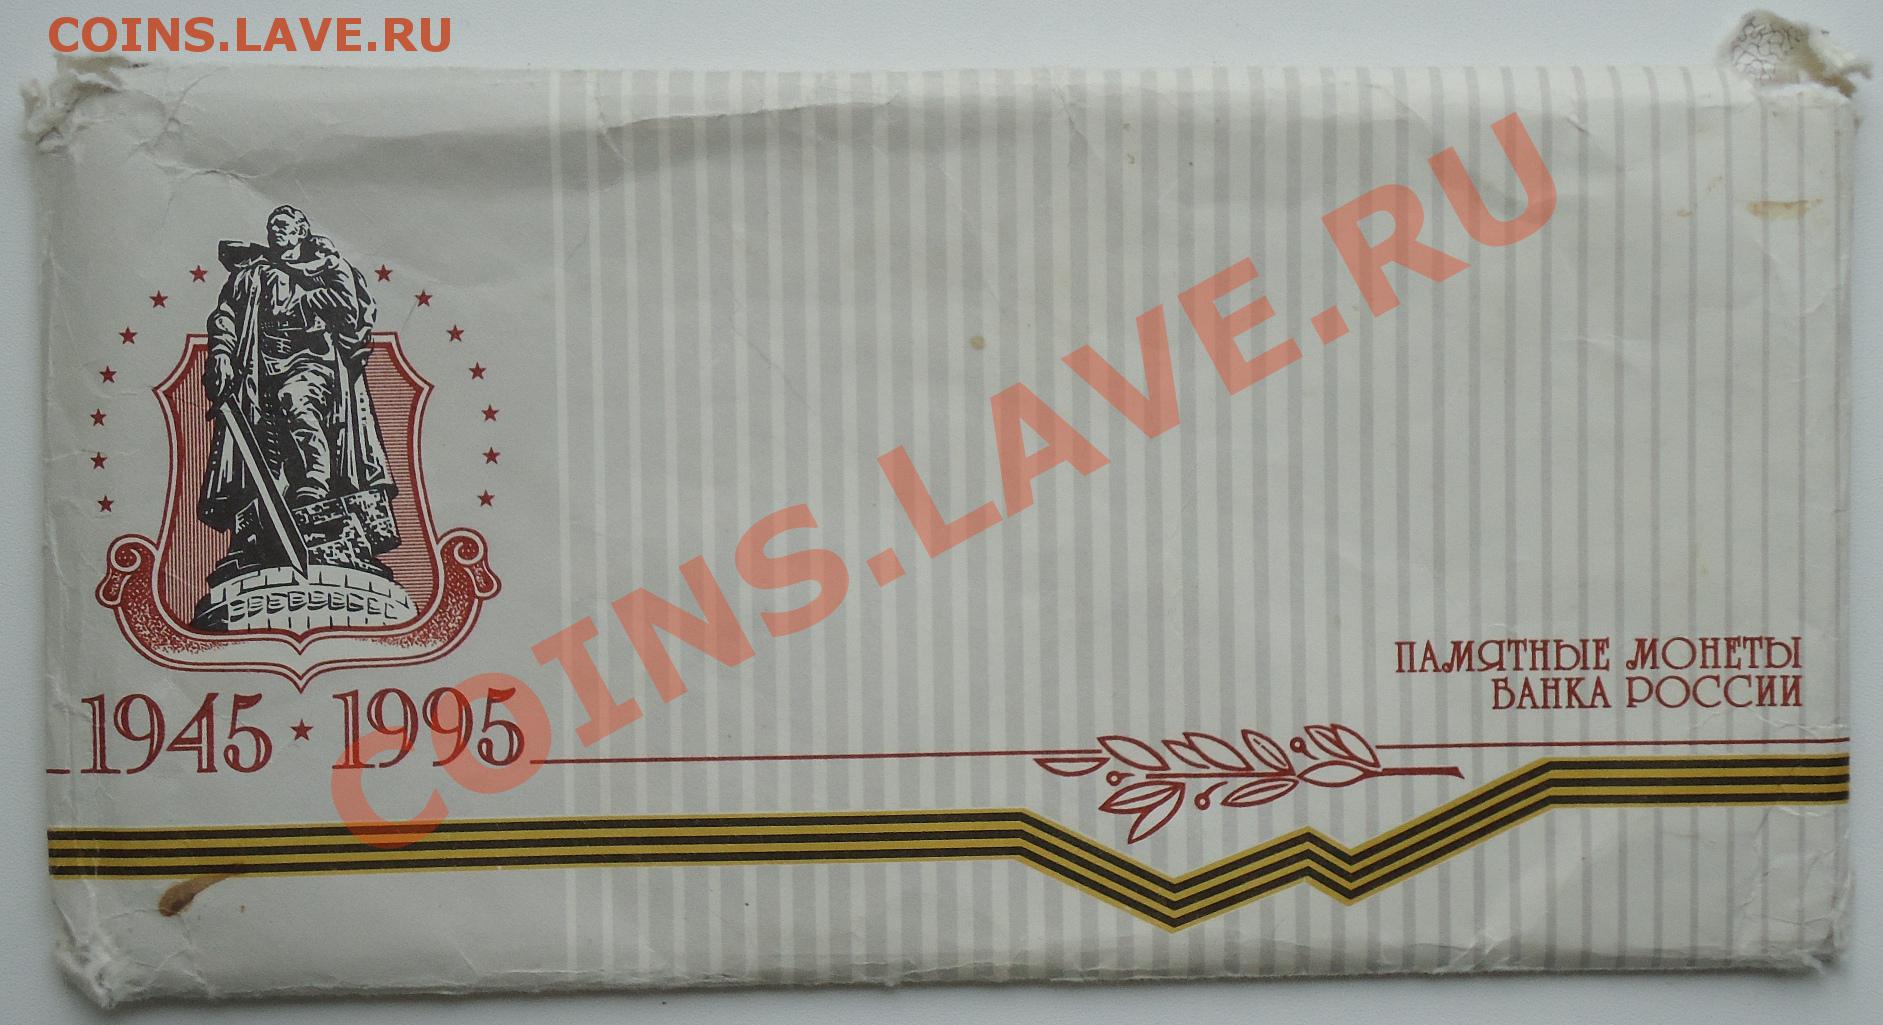 COINS.LAVE.RU
COINS.LAVE.RU
ПАМЯТНЫЕ МОНЕТЫ
БАНКА РОССИИ
1945 ★ 1995